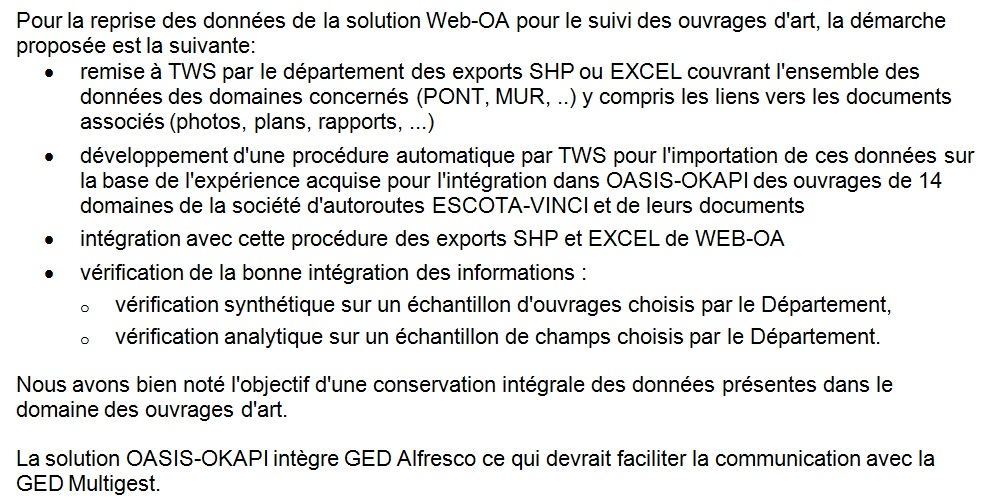 Pour la reprise des données de la solution Web-OA pour le suivi des ouvrages d'art, la démarche
proposée est la suivante:
• remise à TWS par le département des exports SHP ou EXCEL couvrant l'ensemble des
données des domaines concernés (PONT, MUR, ..) y compris les liens vers les documents
associés (photos, plans, rapports, ...)
• développement d'une procédure automatique par TWS pour l'importation de ces données sur
la base de l'expérience acquise pour l'intégration dans OASIS-OKAPI des ouvrages de 14
domaines de la société d'autoroutes ESCOTA-VINCI et de leurs documents
• intégration avec cette procédure des exports SHP et EXCEL de WEB-OA
• vérification de la bonne intégration des informations :
o vérification synthétique sur un échantillon d'ouvrages choisis par le Département,
o vérification analytique sur un échantillon de champs choisis par le Département.
Nous avons bien noté l'objectif d'une conservation intégrale des données présentes dans le
domaine des ouvrages d'art.
La solution OASIS-OKAPI intègre GED Alfresco ce qui devrait faciliter la communication avec la
GED Multigest.